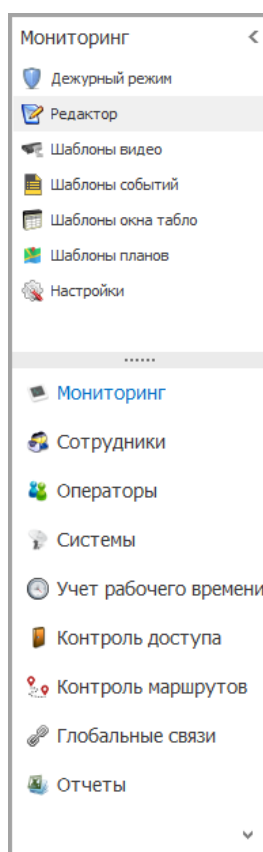 Мониторинг
Дежурный режим
Редактор
Шаблоны видео
Шаблоны событий
Шаблоны окна табло
Шаблоны планов
Настройки
Мониторинг
Сотрудники
Операторы
Системы
Учет рабочего времени
Контроль доступа
Контроль маршрутов
Глобальные связи
Отчеты